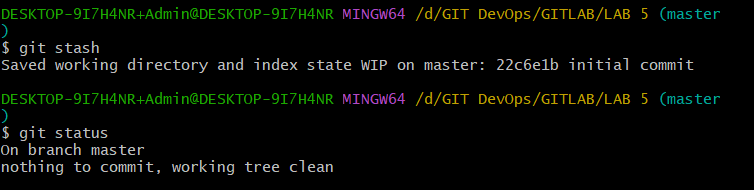 DESKTOP-9I7H4NR+Admin@DESKTOP-9I7H4NR MINGW64 /d/GIT DevOps/GITLAB/LAB 5 (master
)
$ git stash
Saved working directory and index state WIP on master: 22c6e1b initial commit
DESKTOP-9I7H4NR+Admin@DESKTOP-9I7H4NR MINGW64 /d/GIT DevOps/GITLAB/LAB 5 (master
)
$ git status
On branch master
nothing to commit, working tree clean